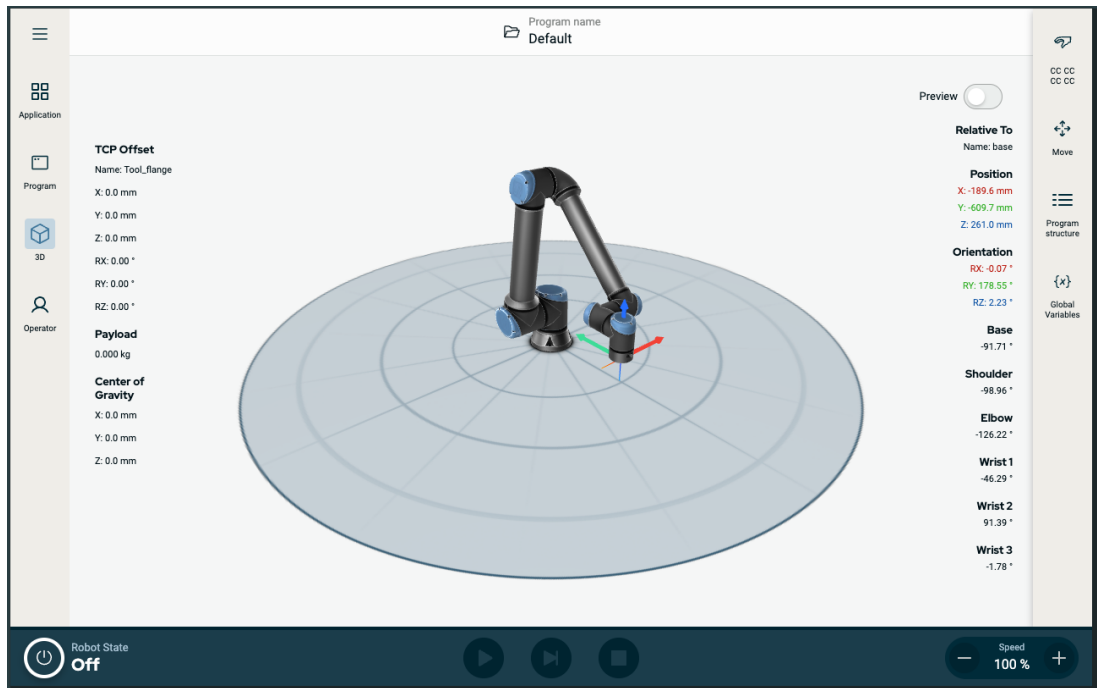 Program name
Default
Application
Program
3D
Operator
TCP Offset
Name: Tool_flange
X: 0.0 mm
Y: 0.0 mm
Z: 0.0 mm
RX: 0.00 °
RY: 0.00 °
RZ: 0.00 °
Payload
0.000 kg
Center of
Gravity
X: 0.0 mm
Y: 0.0 mm
Z: 0.0 mm
Preview
Relative To
Name: base
Position
X: -189.6 mm
Y: -609.7 mm
Z: 261.0 mm
Orientation
RX: -0.07 °
RY: 178.55 °
RZ: 2.23 °
Base
-91.71 °
Shoulder
-98.96 °
Elbow
-126.22 °
Wrist 1
-46.29 °
Wrist 2
91.39 °
Wrist 3
-1.78 °
CC CC
CC CC
Move
Program
structure
{x}
Global
Variables
Robot State
Off
Speed
100 %